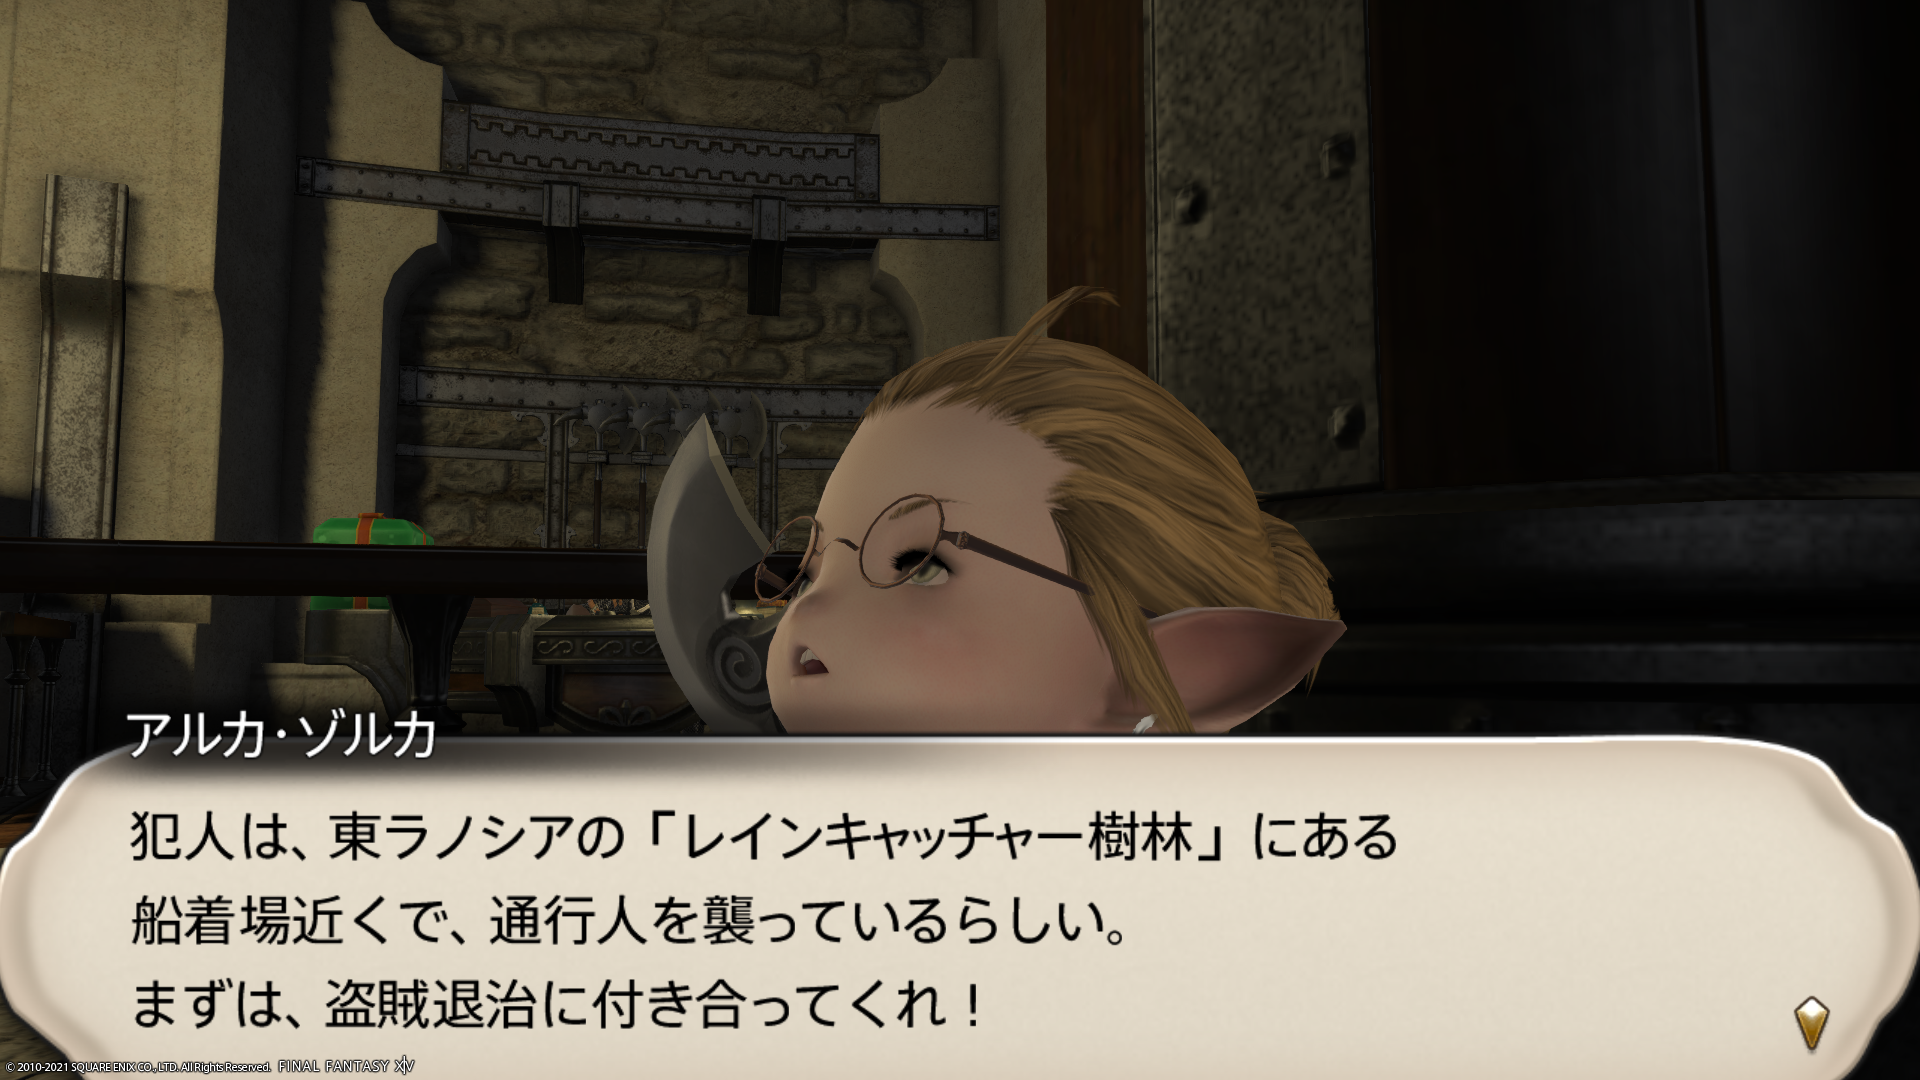 アルカ・ゾルカ
犯人は、東ラノシアの「レインキャッチャー樹林」にある
船着場近くで、通行人を襲っているらしい。
まずは、盗賊退治に付き合ってくれ！
© 2010-2021 SQUARE ENIX CO., LTD. All Rights Reserved. FINAL FANTASY XIV